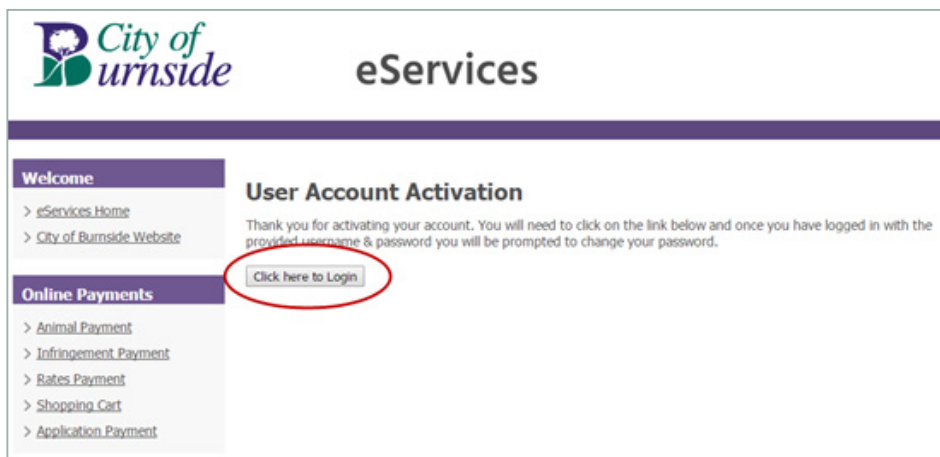 City of
Burnside
eServices
Welcome
> eServices Home
> City of Burnside Website
Online Payments
> Animal Payment
> Infringement Payment
> Rates Payment
> Shopping Cart
> Application Payment
User Account Activation
Thank you for activating your account. You will need to click on the link below and once you have logged in with the
provided username & password you will be prompted to change your password.
Click here to Login